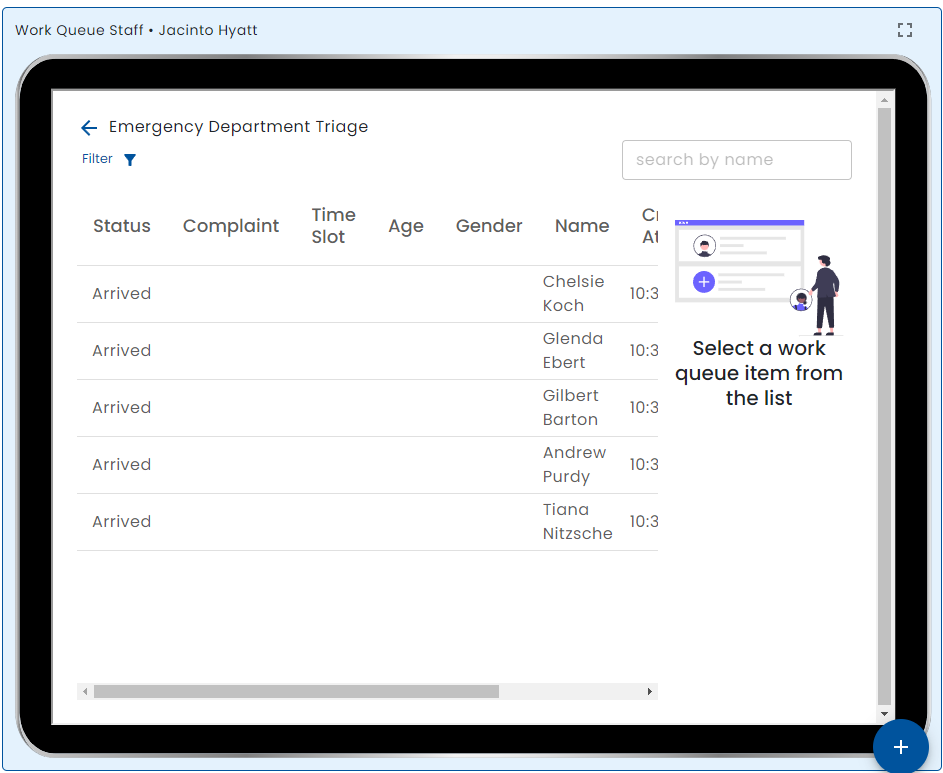 Work Queue Staff • Jacinto Hyatt
Emergency Department Triage
Filter
search by name
Status Complaint Time Slot Age Gender Name
Arrived Chelsie Koch 10:3
Arrived Glenda Ebert 10:3
Arrived Gilbert Barton 10:3
Arrived Andrew Purdy 10:3
Arrived Tiana Nitzsche 10:3
Select a work
queue item from
the list